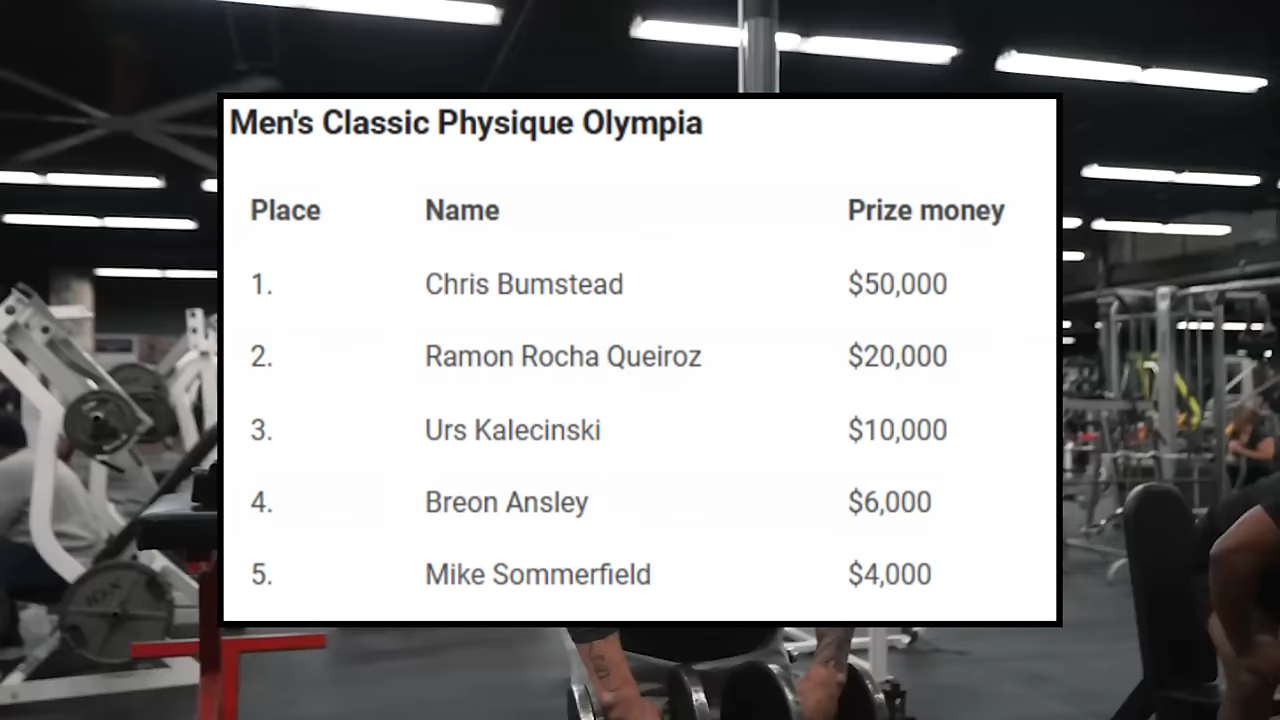 Men's Classic Physique Olympia
Place Name Prize money
1. Chris Bumstead $50,000
2. Ramon Rocha Queiroz $20,000
3. Urs Kalecinski $10,000
4. Breon Ansley $6,000
5. Mike Sommerfield $4,000